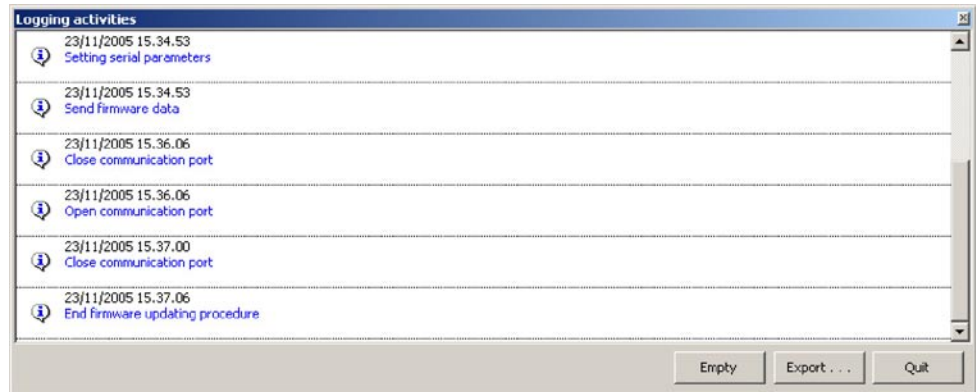 Logging activities
23/11/2005 15.34.53
Setting serial parameters
23/11/2005 15.34.53
Send firmware data
23/11/2005 15.36.06
Close communication port
23/11/2005 15.36.06
Open communication port
23/11/2005 15.37.00
Close communication port
23/11/2005 15.37.06
End firmware updating procedure
Empty Export . . . Quit